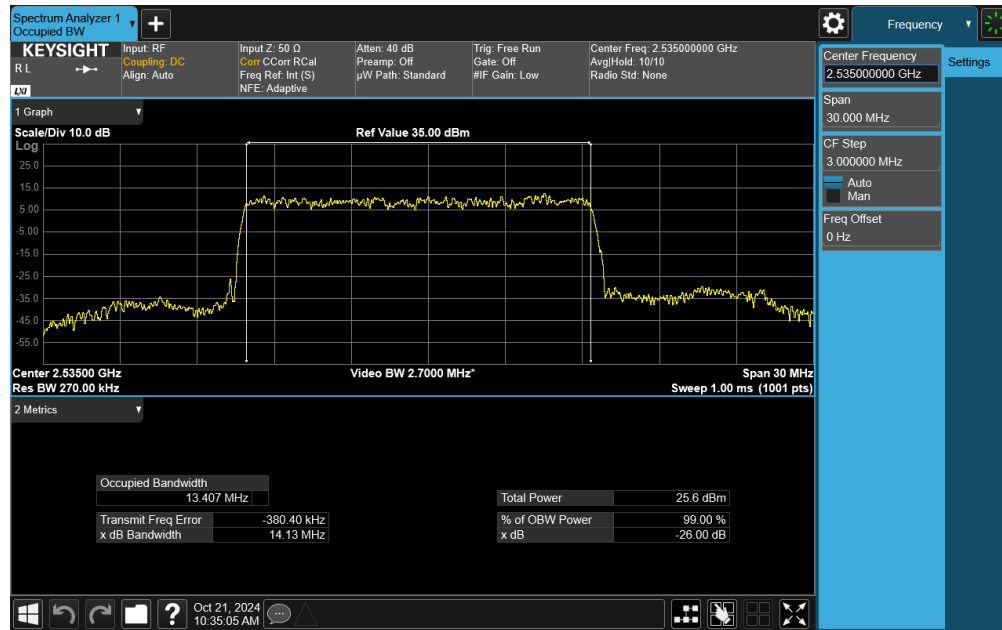 Spectrum Analyzer 1
Occupied BW
Frequency
KEYSIGHT
R L
LXI
Input: RF
Coupling: DC
Align: Auto
Input Z: 50 Ω
Corr CCorr RCal
Freq Ref: Int (S)
NFE: Adaptive
Atten: 40 dB
Preamp: Off
µW Path: Standard
Trig: Free Run
Gate: Off
#IF Gain: Low
Center Freq: 2.535000000 GHz
Avg|Hold: 10/10
Radio Std: None
Center Frequency
2.535000000 GHz
Settings
Span
30.000 MHz
CF Step
3.000000 MHz
Auto
Man
Freq Offset
0 Hz
1 Graph
Scale/Div 10.0 dB
Ref Value 35.00 dBm
Log
25.0
15.0
5.00
-5.00
-15.0
-25.0
-35.0
-45.0
-55.0
Center 2.53500 GHz
Video BW 2.7000 MHz*
Span 30 MHz
Res BW 270.00 kHz
Sweep 1.00 ms (1001 pts)
2 Metrics
Occupied Bandwidth
13.407 MHz
Total Power 25.6 dBm
Transmit Freq Error -380.40 kHz
% of OBW Power 99.00 %
x dB Bandwidth 14.13 MHz
x dB -26.00 dB
?
Oct 21, 2024
10:35:05 AM